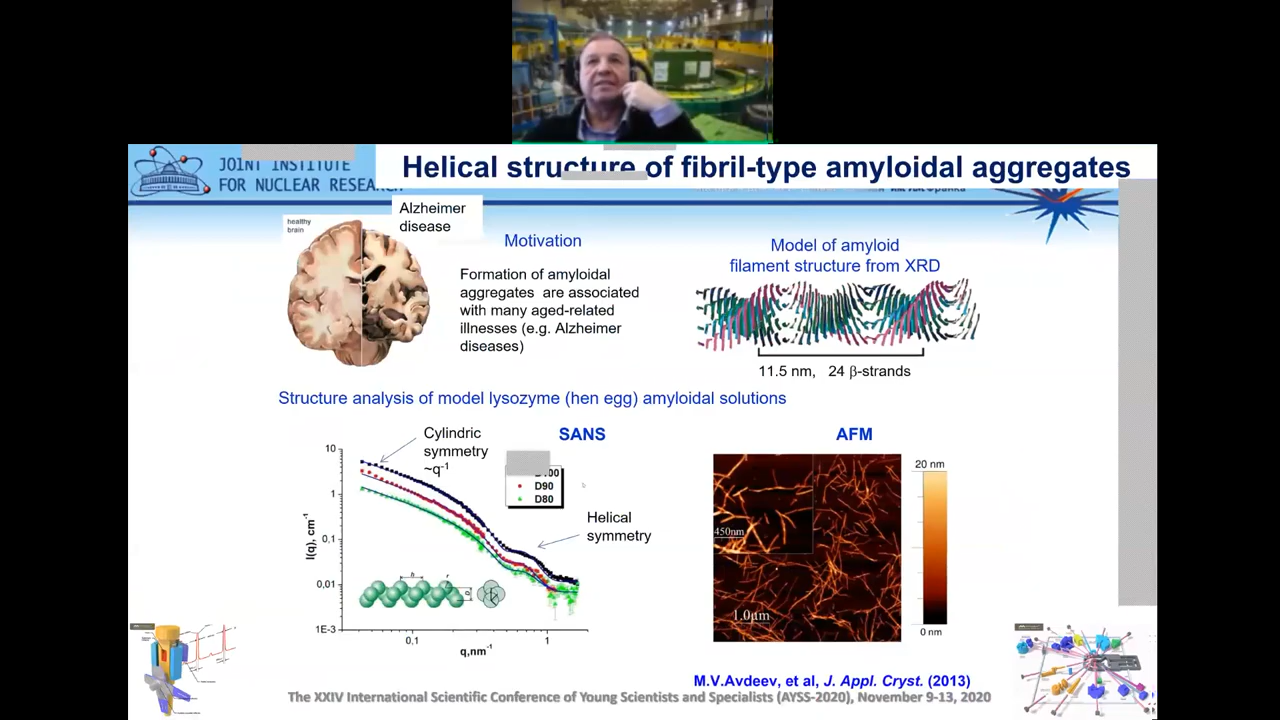 JOINT INSTITUTE
FOR NUCLEAR RESEARCH
Helical structure of fibril-type amyloidal aggregates
healthy
brain
Alzheimer
disease
Motivation
Formation of amyloidal
aggregates are associated
with many aged-related
illnesses (e.g. Alzheimer
diseases)
Model of amyloid
filament structure from XRD
11.5 nm, 24 β-strands
Structure analysis of model lysozyme (hen egg) amyloidal solutions
SANS
Cylindric
symmetry
~q⁻¹
D90
D80
Helical
symmetry
I(q), cm⁻¹
10
1
0,1
0,01
1E-3
0,1
1
q,nm⁻¹
h
r
AFM
450nm
1.0µm
20 nm
0 nm
M.V.Avdeev, et al, J. Appl. Cryst. (2013)
The XXIV International Scientific Conference of Young Scientists and Specialists (AYSS-2020), November 9-13, 2020